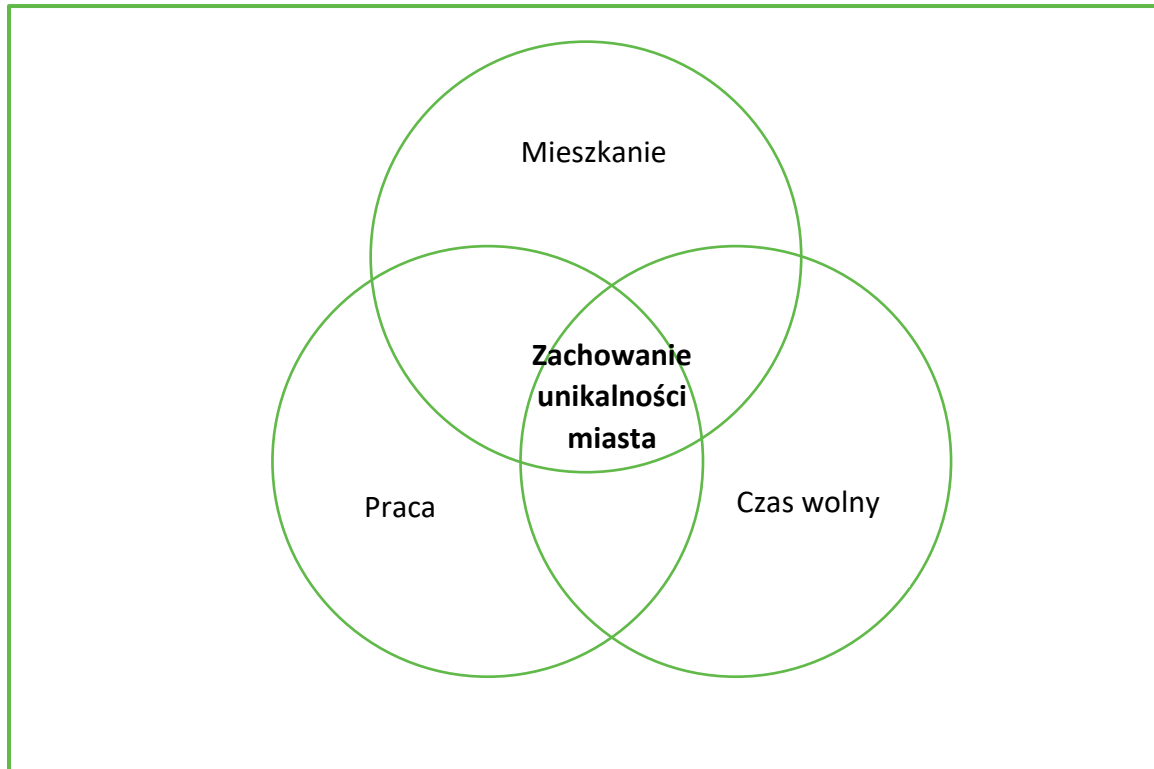 Mieszkanie
Zachowanie
unikalności
miasta
Praca
Czas wolny